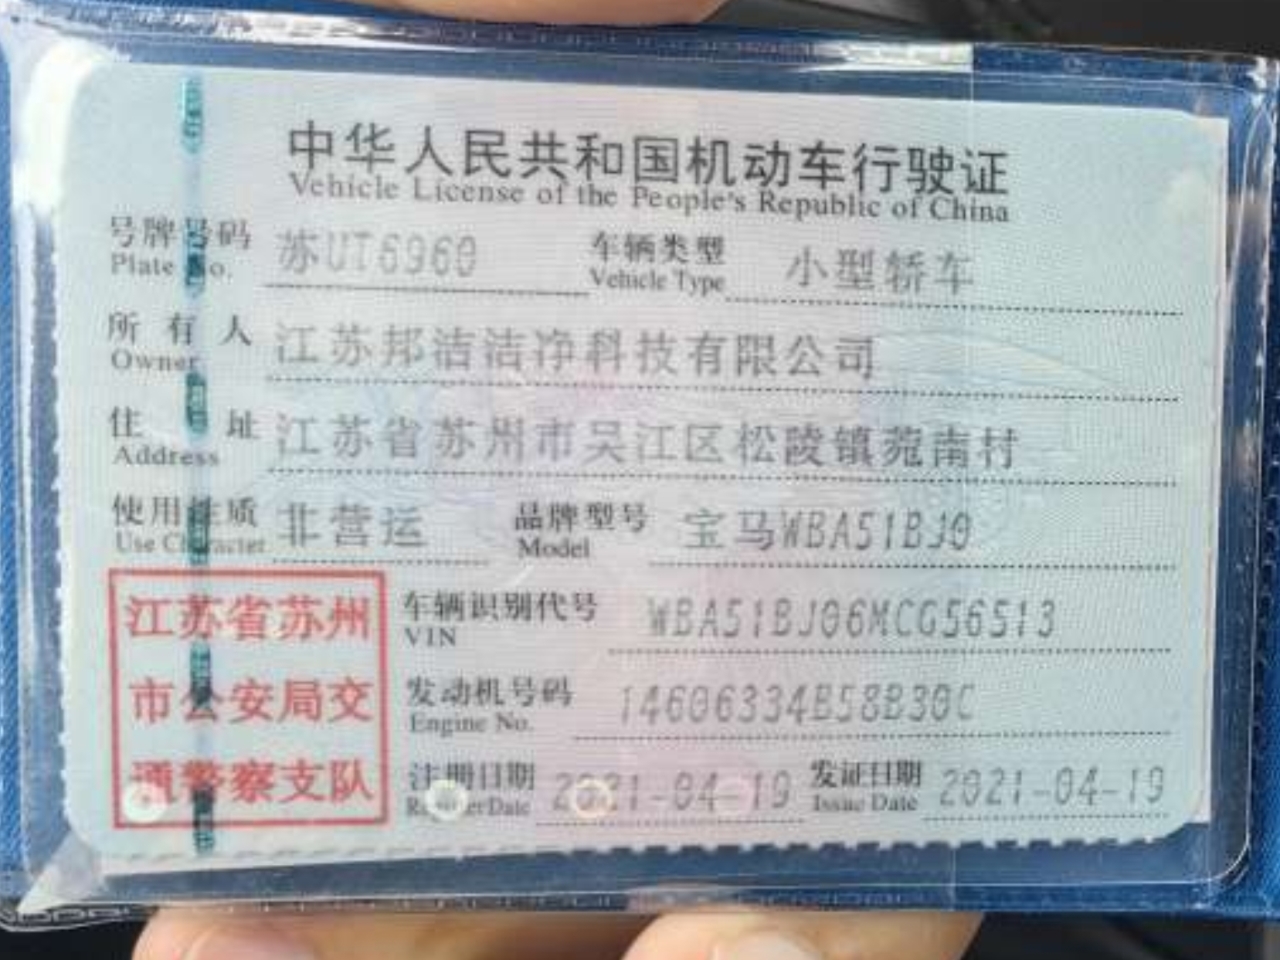 中华人民共和国机动车行驶证
Vehicle License of the People's Republic of China
号牌号码 苏UT6960 车辆类型 小型轿车
Plate No. Vehicle Type
所有人 江苏邦洁洁净科技有限公司
Owner
住址 江苏省苏州市吴江区松陵镇菀南村
Address
使用性质 非营运 品牌型号 宝马WBA51BJ0
Use Character Model
江苏省苏州
市公安局交
通警察支队
车辆识别代号 WBA51BJ06MCG56513
VIN
发动机号码 14606334B58B30C
Engine No.
注册日期 2021-04-19 发证日期 2021-04-19
Register Date Issue Date